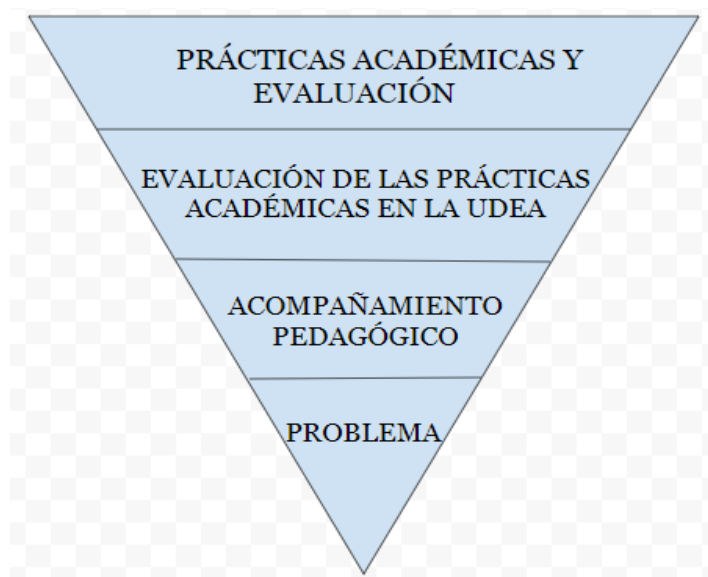 PRÁCTICAS ACADÉMICAS Y
EVALUACIÓN
EVALUACIÓN DE LAS PRÁCTICAS
ACADÉMICAS EN LA UDEA
ACOMPAÑAMIENTO
PEDAGÓGICO
PROBLEMA